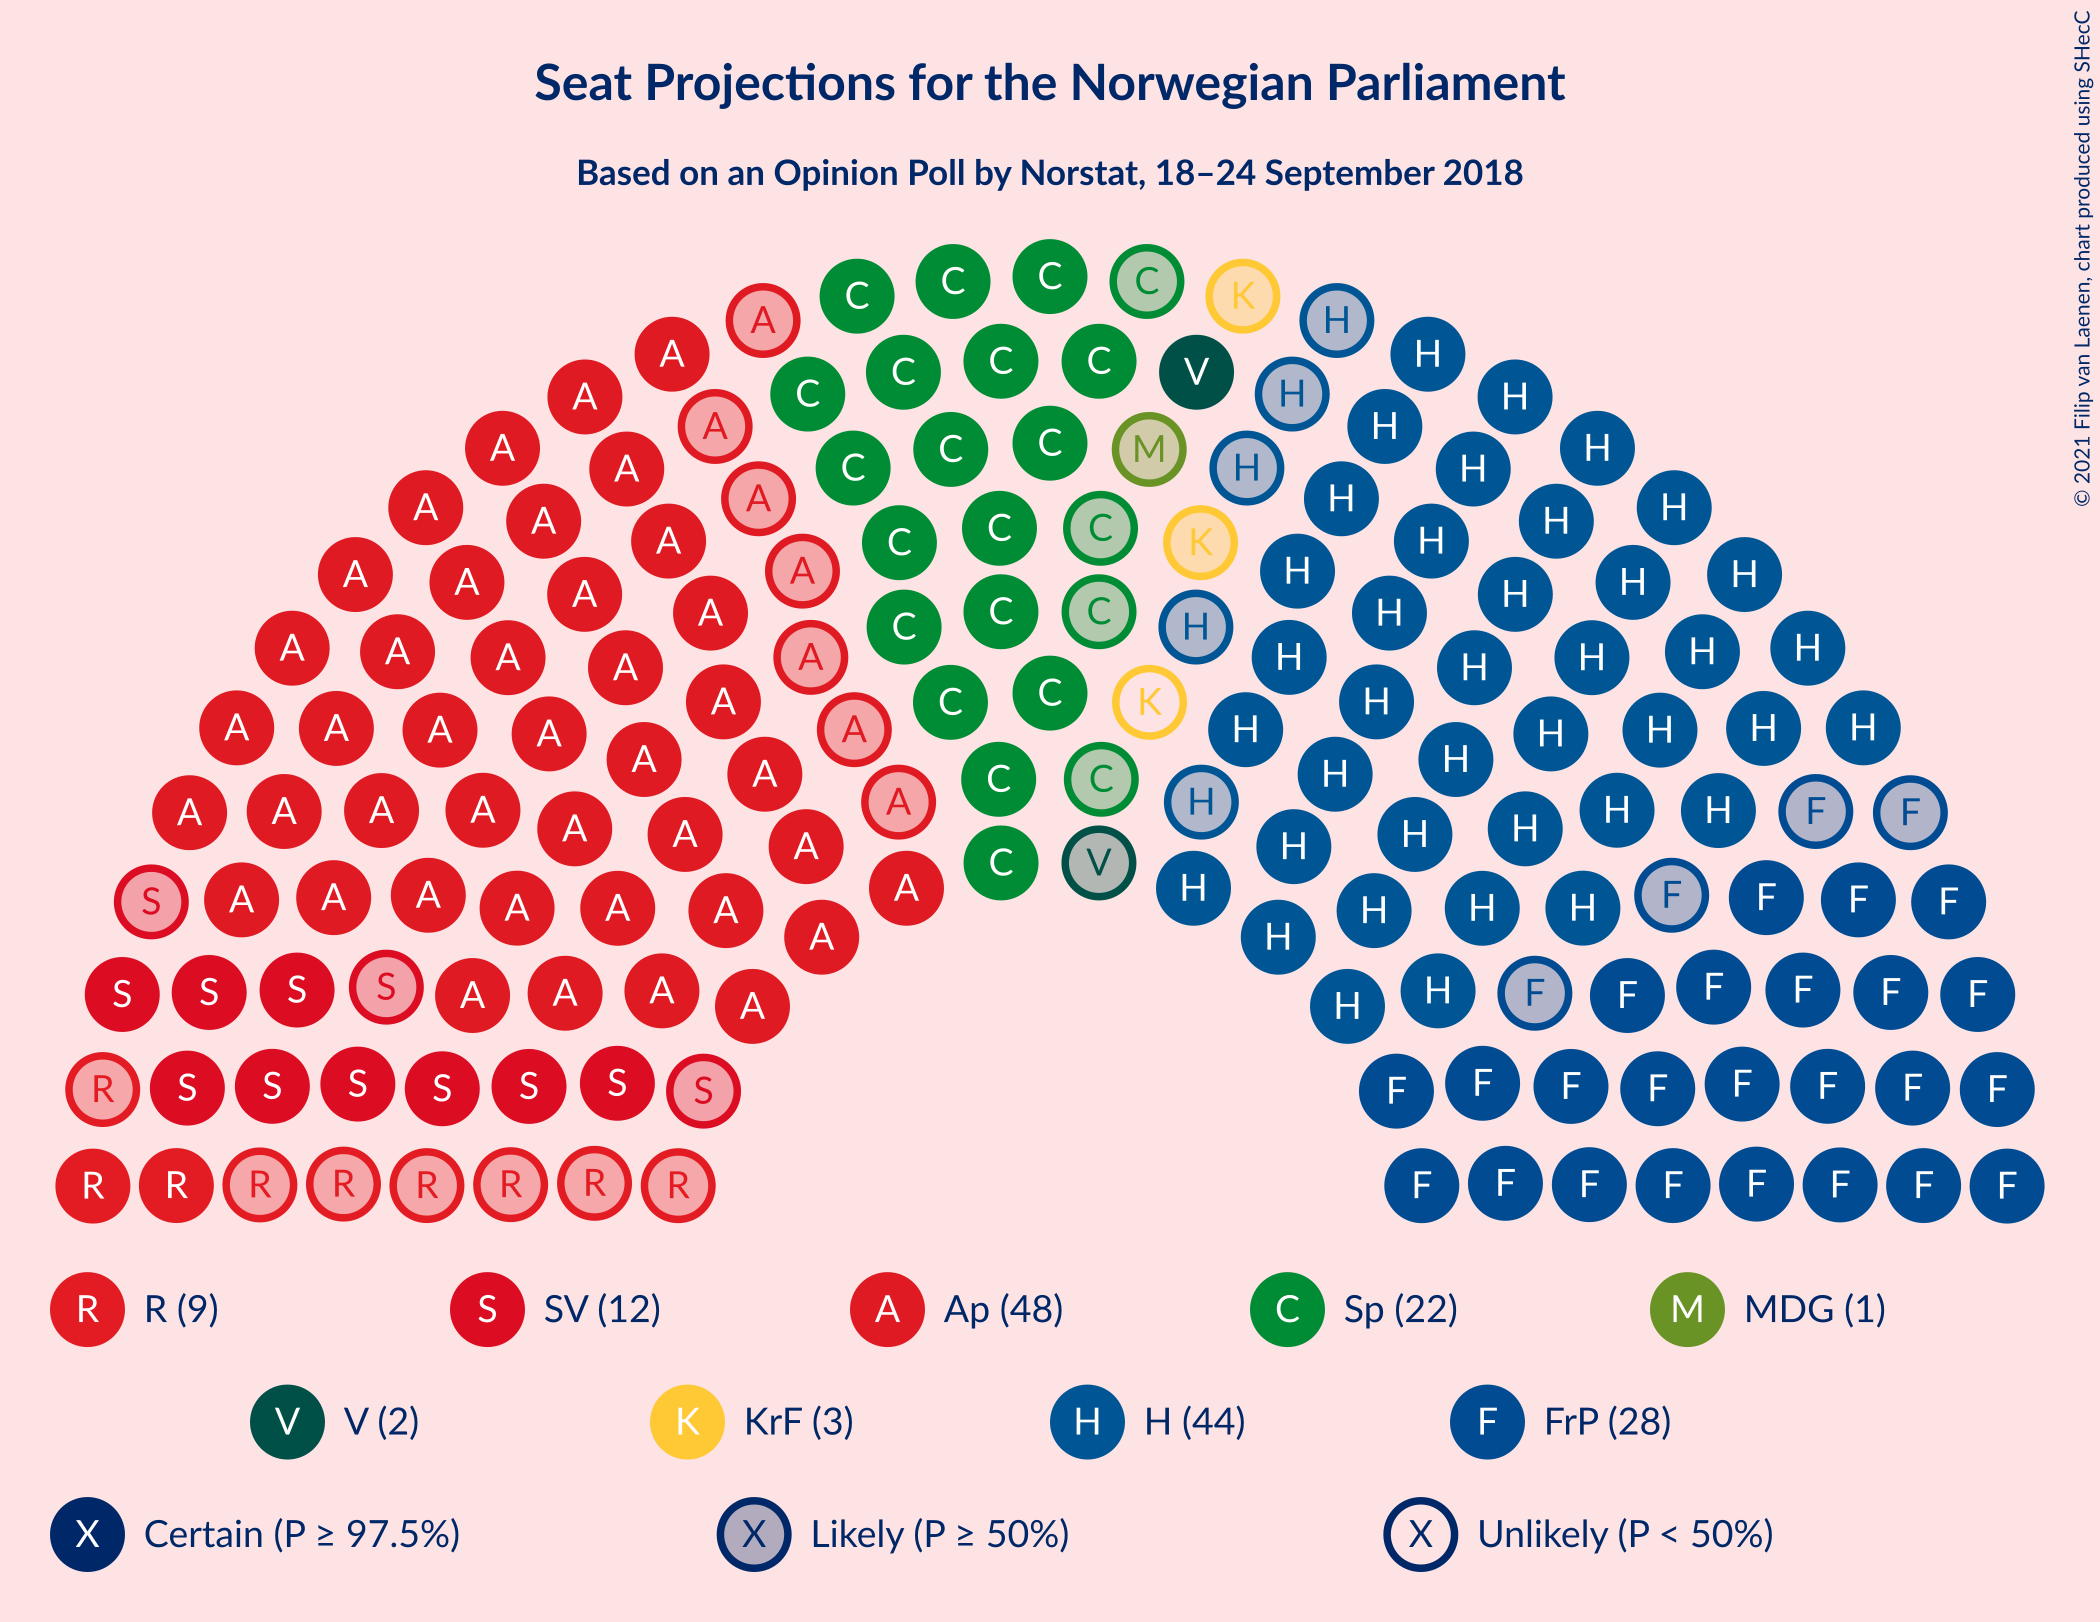 Seat Projections for the Norwegian Parliament
Based on an Opinion Poll by Norstat, 18–24 September 2018
© 2021 Filip van Laenen, chart produced using SHecC
C C C C K
A H
A H
A C C C C V H H
A A C C C M H H H
A A A C C C K H H H
A A A A C C C H H H H H
A A A A A C C K H H H H H
A A A A A A A C C H H H H H F F
S A A A A A A A C V H H H H H F F F F
S S S S A A A A A H H H F F F F F F
R S S S S S S S F F F F F F F F
R R R R R R R R F F F F F F F F
R R (9) S SV (12) A Ap (48) C Sp (22) M MDG (1)
V V (2) K KrF (3) H H (44) F FrP (28)
X Certain (P ≥ 97.5%) X Likely (P ≥ 50%) X Unlikely (P < 50%)